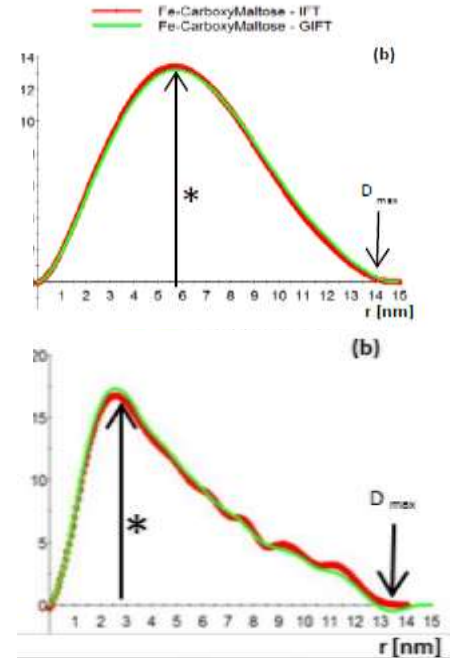 Fe-CarboxyMaltose - IFT
Fe-CarboxyMaltose - GIFT
(b)
14
12
10
D max
*
1 2 3 4 5 6 7 8 9 10 11 12 13 14 15
r [nm]
(b)
20
15
10
5
0
D max
*
1 2 3 4 5 6 7 8 9 10 11 12 13 14 15
r [nm]